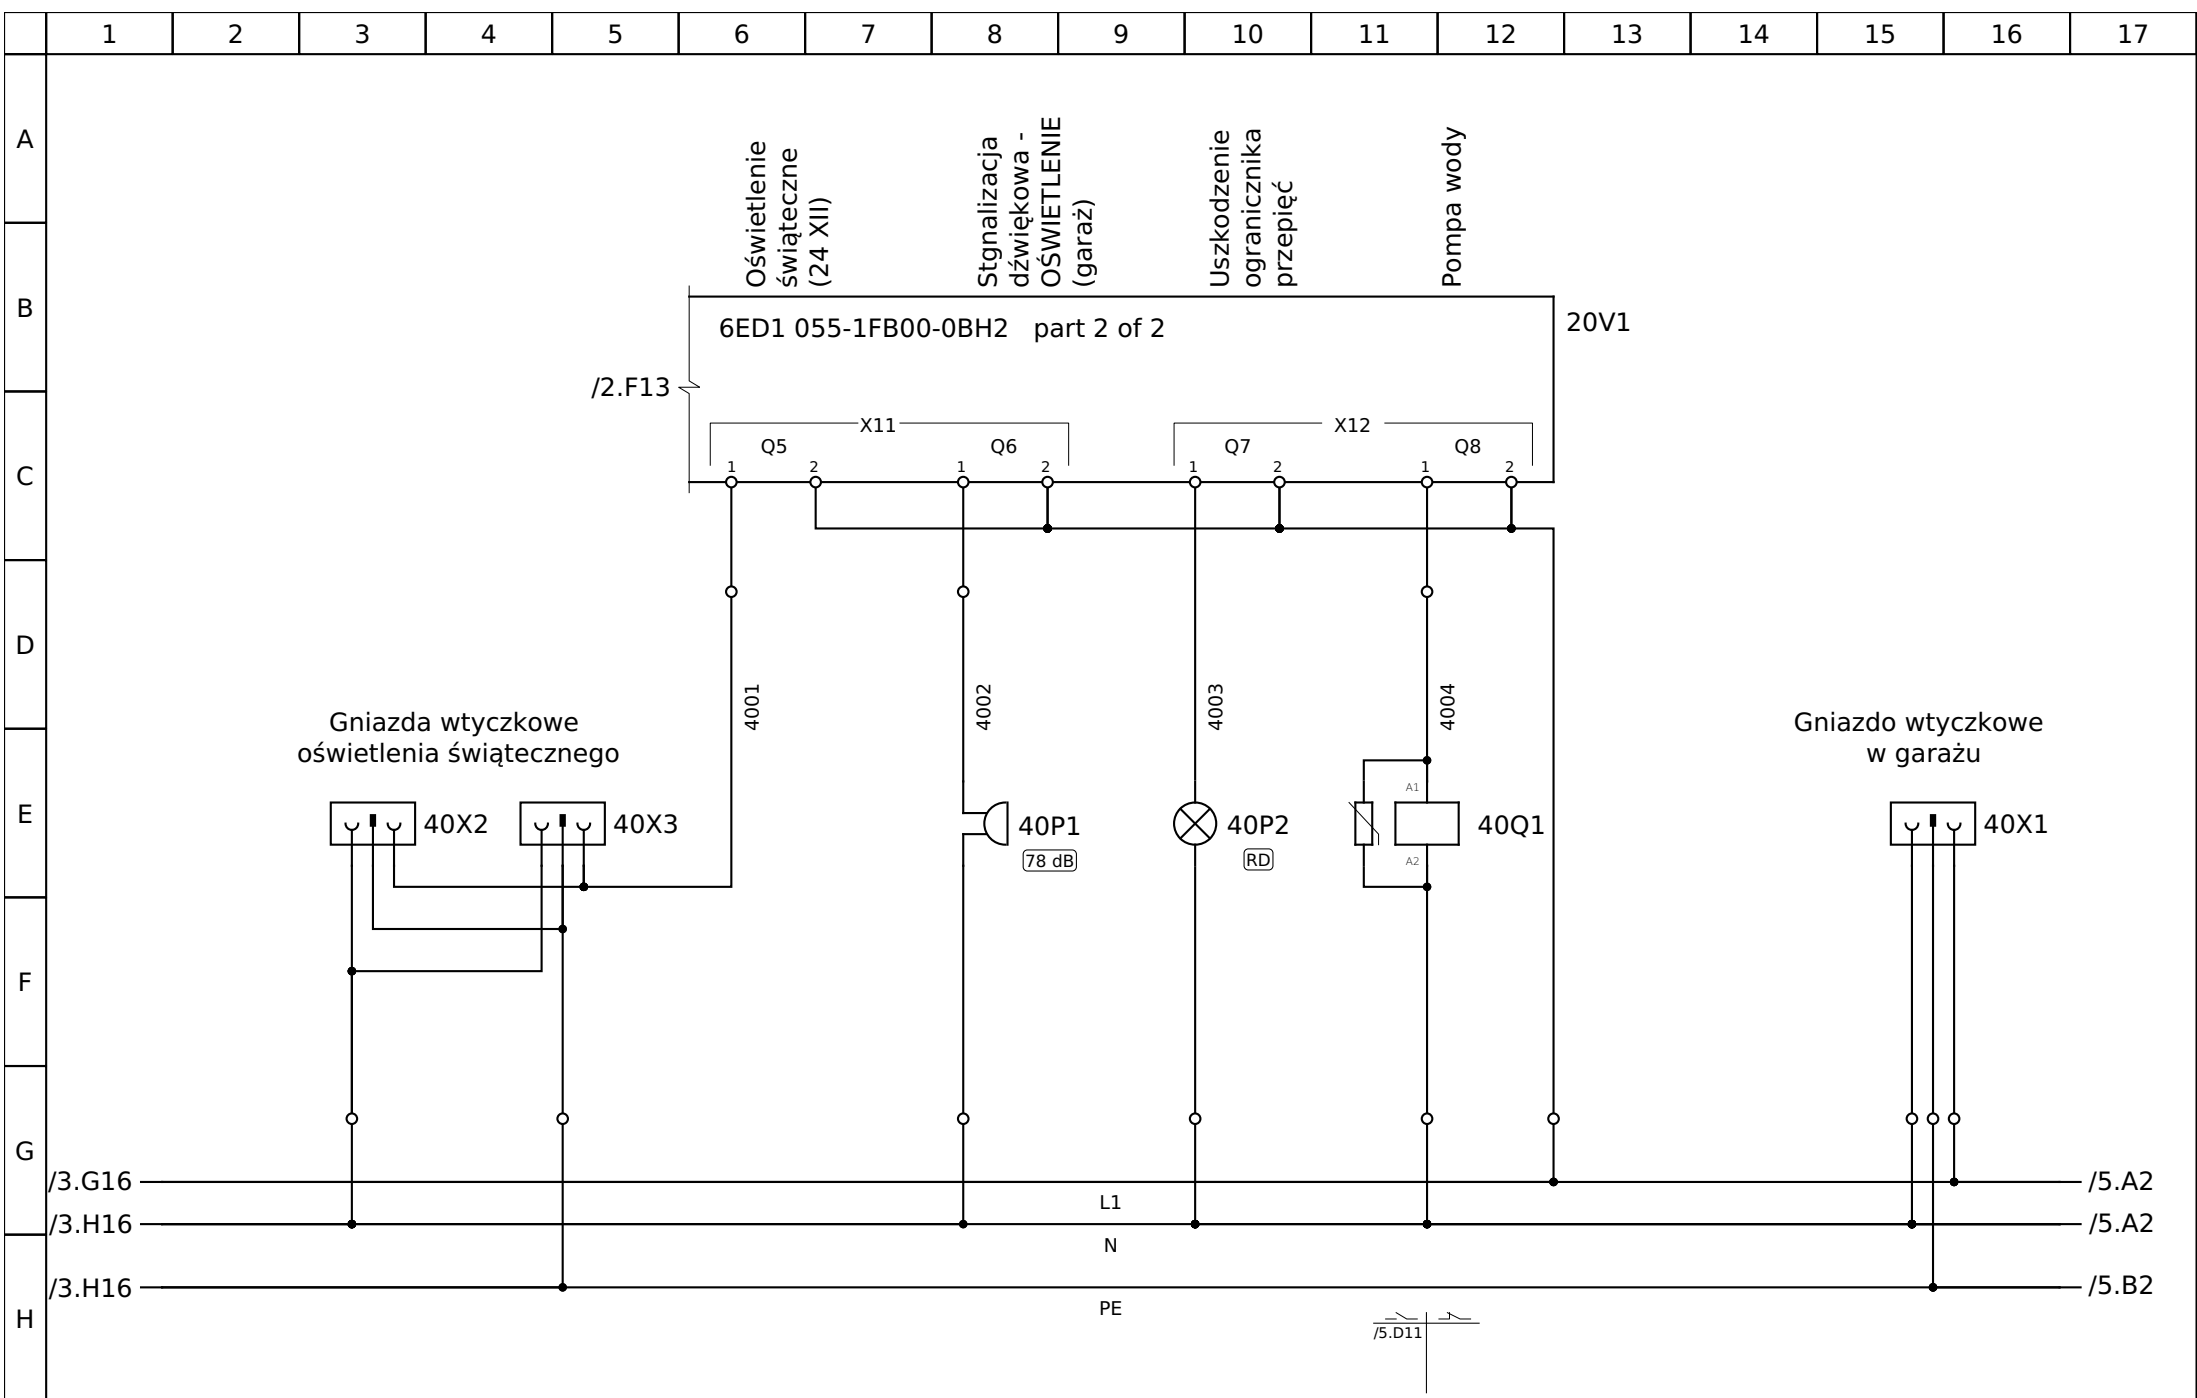 1 2 3 4 5 6 7 8 9 10 11 12 13 14 15 16 17
A
Oświetlenie
świąteczne
(24 XII)
Stgnalizacja
dźwiękowa -
OŚWIETLENIE
(garaż)
Uszkodzenie
ogranicznika
przepięć
Pompa wody
B
6ED1 055-1FB00-0BH2 part 2 of 2
20V1
/2.F13
X11 X12
Q5 Q6 Q7 Q8
C
1 2 1 2 1 2 1 2
D
4001
4002
4003
4004
Gniazda wtyczkowe
oświetlenia świątecznego
Gniazdo wtyczkowe
w garażu
E
A1
40X2 40X3 40P1 40P2 40Q1 40X1
78 dB RD A2
F
G
/3.G16 /5.A2
L1
/3.H16 /5.A2
N
/3.H16 /5.B2
PE
H
/5.D11